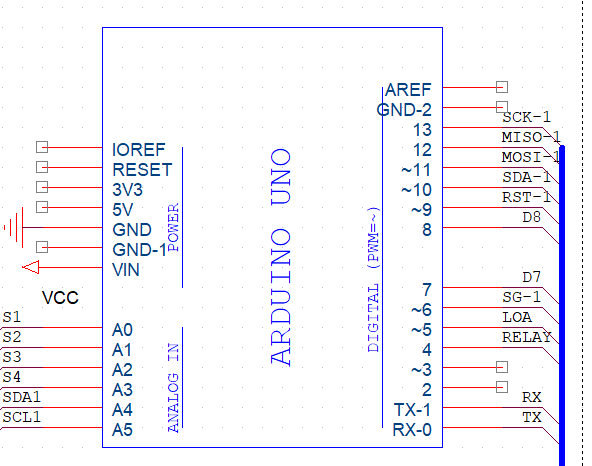 AREF
GND-2
SCK-1
13
MISO-1
12
MOSI-1
~11
SDA-1
~10
RST-1
~9
D8
8
IOREF
RESET
3V3
5V
GND
GND-1
VIN
POWER
VCC
ARDUINO UNO
DIGITAL (PWM=~)
D7
7
SG-1
~6
LOA
~5
RELAY
4
~3
2
RX
TX-1
TX
RX-0
S1
A0
S2
A1
S3
A2
S4
A3
SDA1
A4
SCL1
A5
ANALOG IN